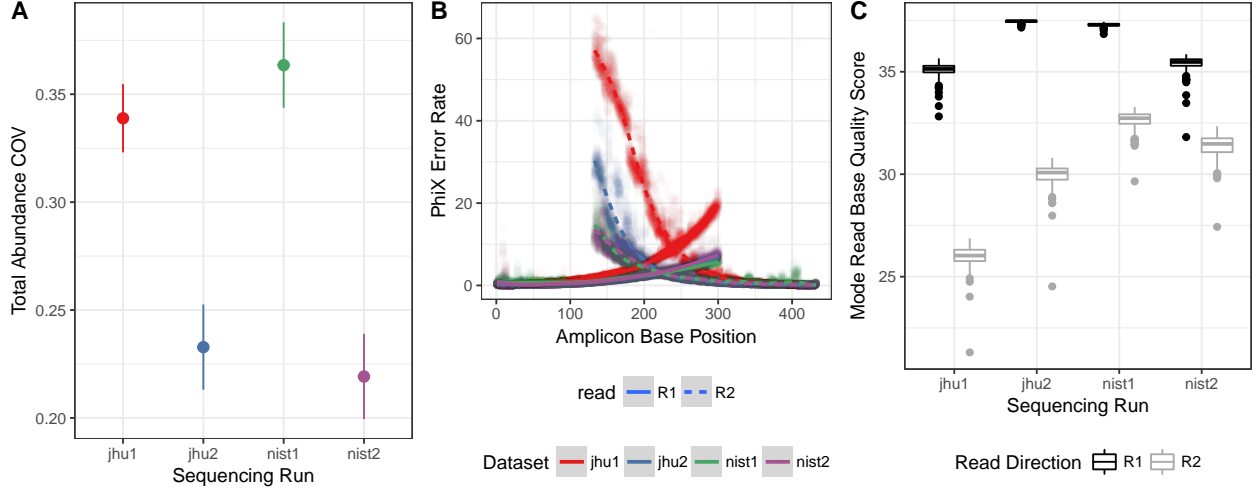 A
Total Abundance COV
0.35
0.30
0.25
0.20
jhu1 jhu2 nist1 nist2
Sequencing Run
B
PhiX Error Rate
60
40
20
0
0 100 200 300 400
Amplicon Base Position
read R1 R2
Dataset jhu1 jhu2 nist1 nist2
C
Mode Read Base Quality Score
35
30
25
jhu1 jhu2 nist1 nist2
Sequencing Run
Read Direction R1 R2